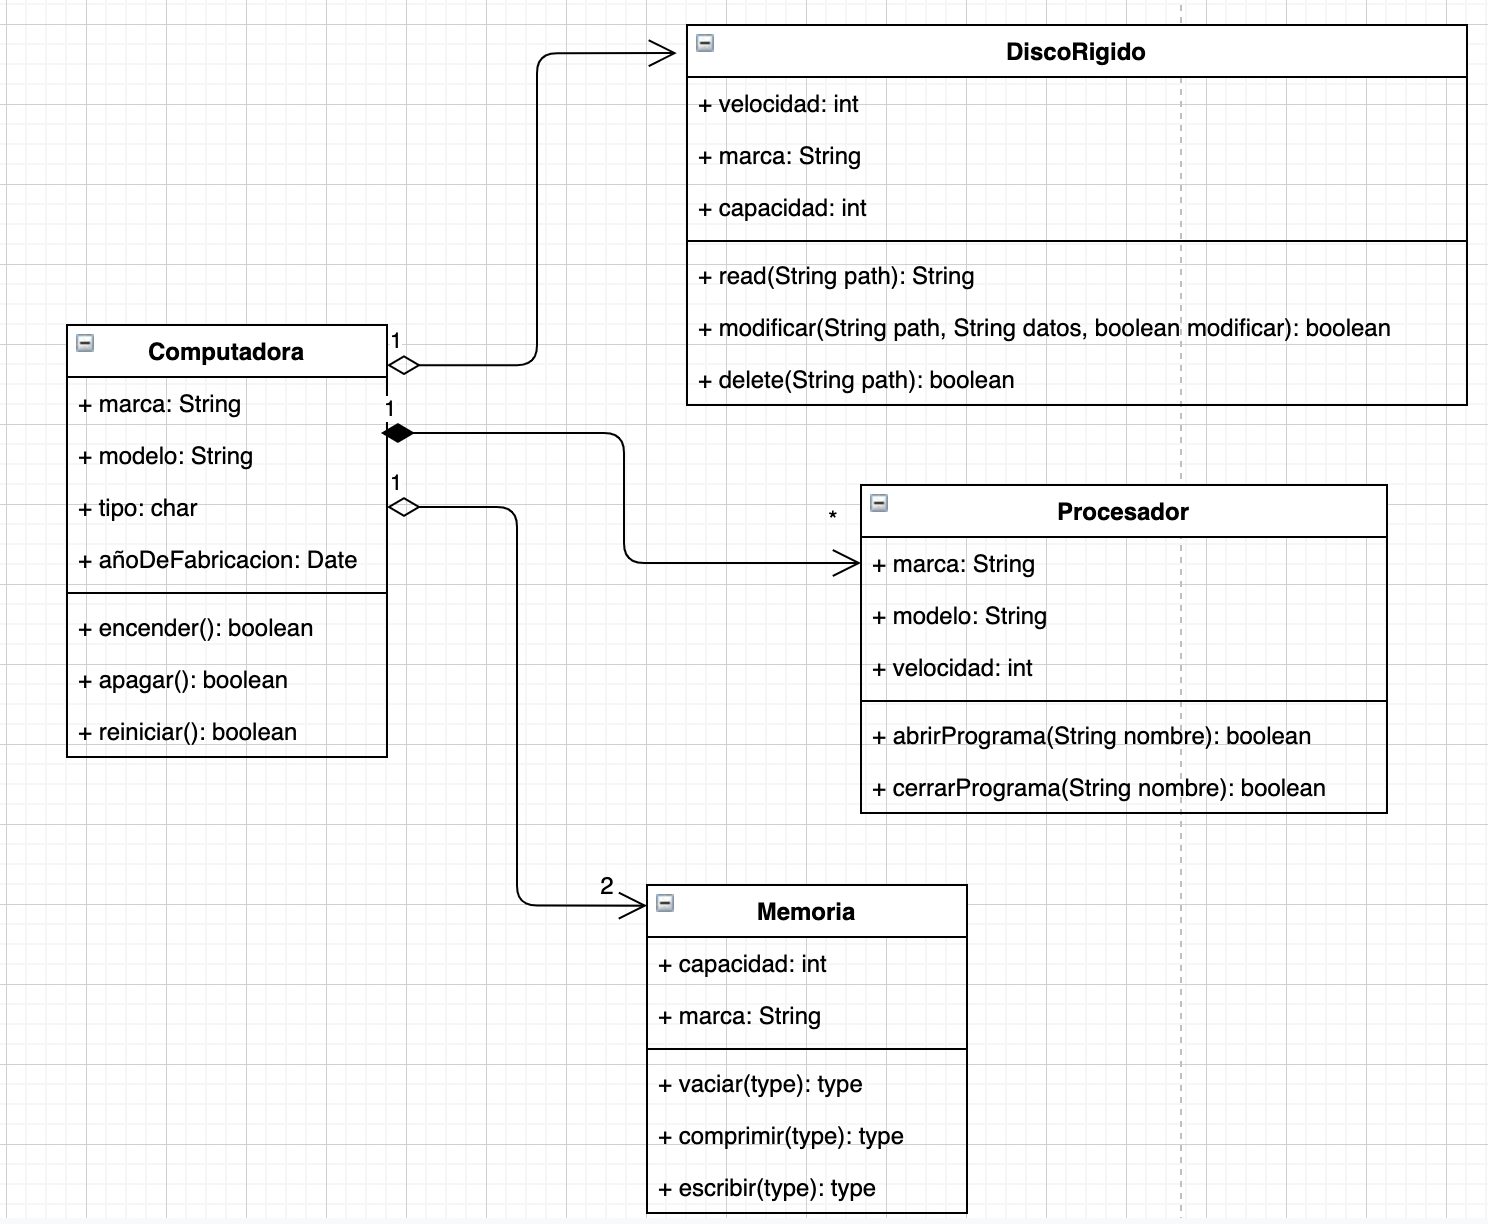 DiscoRigido
+ velocidad: int
+ marca: String
+ capacidad: int
+ read(String path): String
+ modificar(String path, String datos, boolean modificar): boolean
+ delete(String path): boolean
1
Computadora
+ marca: String
+ modelo: String
+ tipo: char
+ añoDeFabricacion: Date
+ encender(): boolean
+ apagar(): boolean
+ reiniciar(): boolean
1
1
*
Procesador
+ marca: String
+ modelo: String
+ velocidad: int
+ abrirPrograma(String nombre): boolean
+ cerrarPrograma(String nombre): boolean
2
Memoria
+ capacidad: int
+ marca: String
+ vaciar(type): type
+ comprimir(type): type
+ escribir(type): type